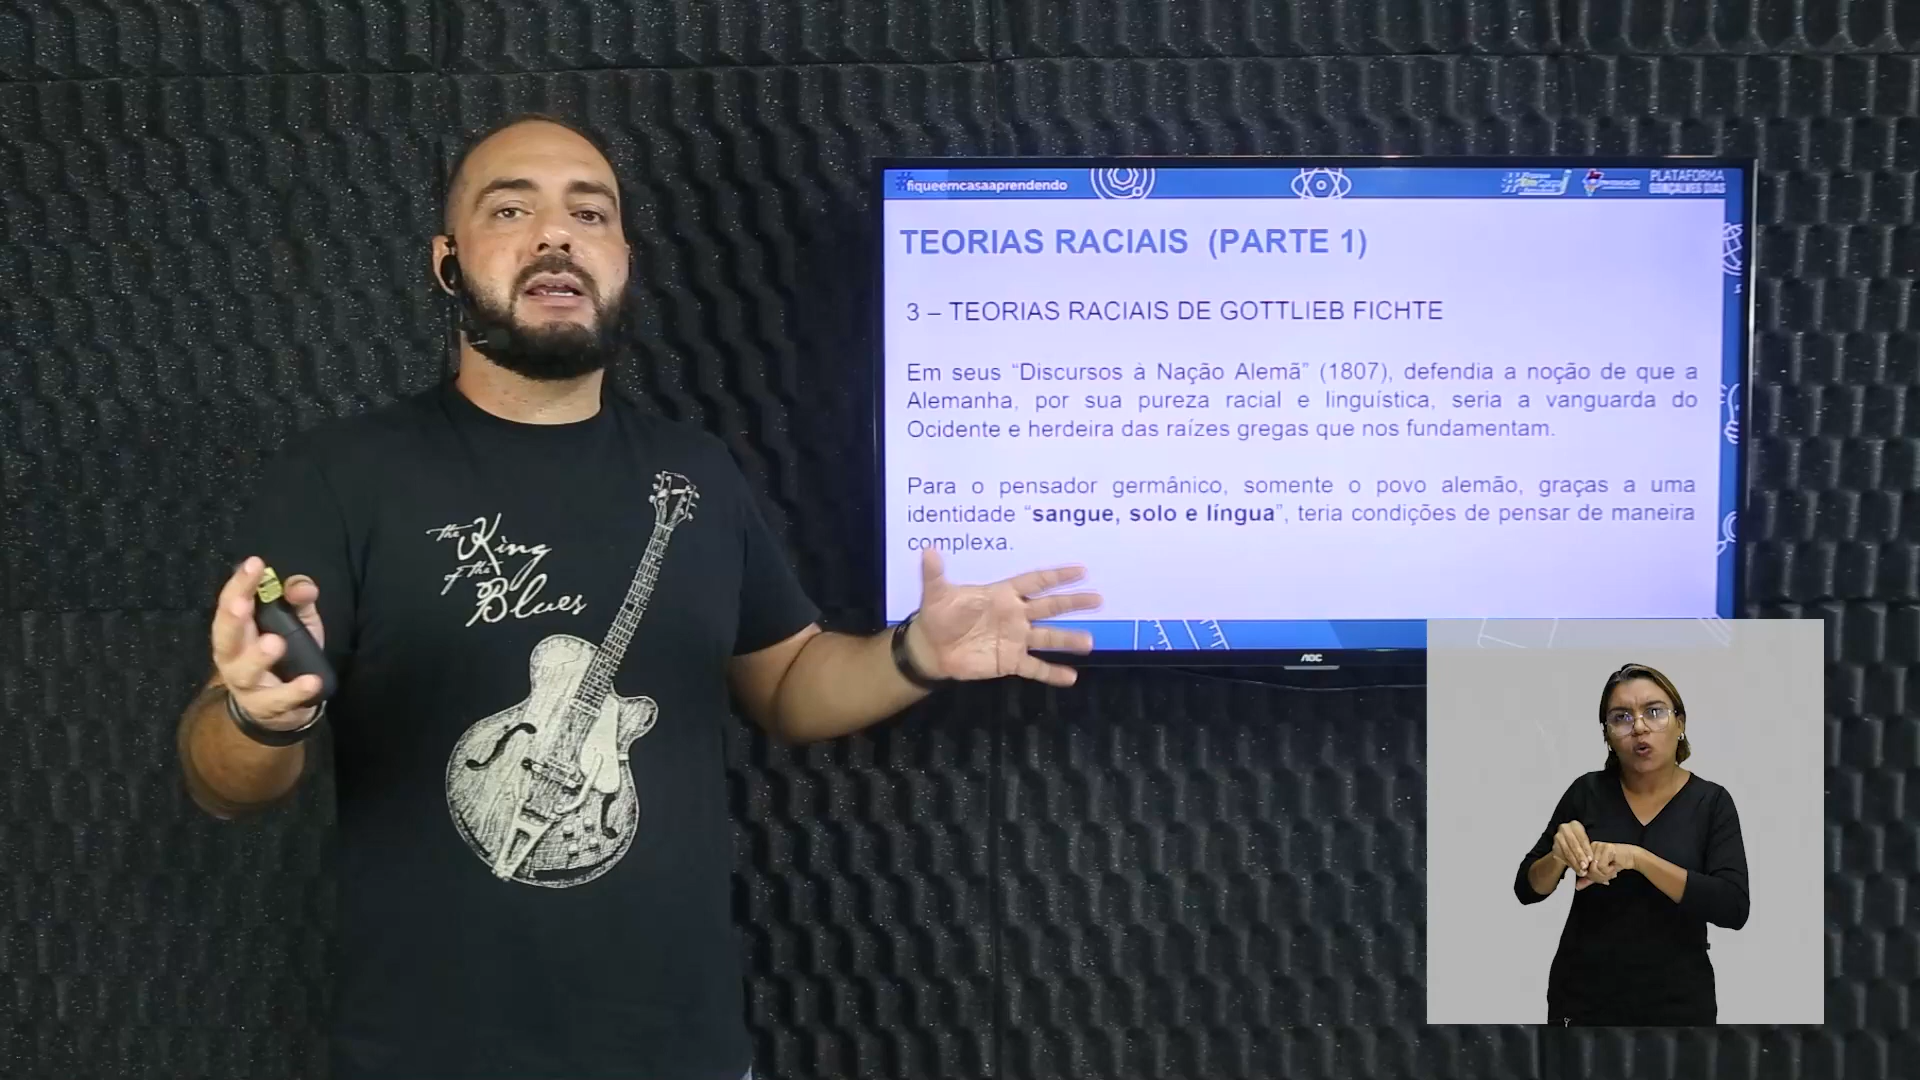 #fiqueemcasaaprendendo
PLATAFORMA
GONÇALVES DIAS
TEORIAS RACIAIS (PARTE 1)
3 – TEORIAS RACIAIS DE GOTTLIEB FICHTE
Em seus “Discursos à Nação Alemã” (1807), defendia a noção de que a
Alemanha, por sua pureza racial e linguística, seria a vanguarda do
Ocidente e herdeira das raízes gregas que nos fundamentam.
Para o pensador germânico, somente o povo alemão, graças a uma
identidade “sangue, solo e língua”, teria condições de pensar de maneira
complexa.
AOC
the King
of the
Blues